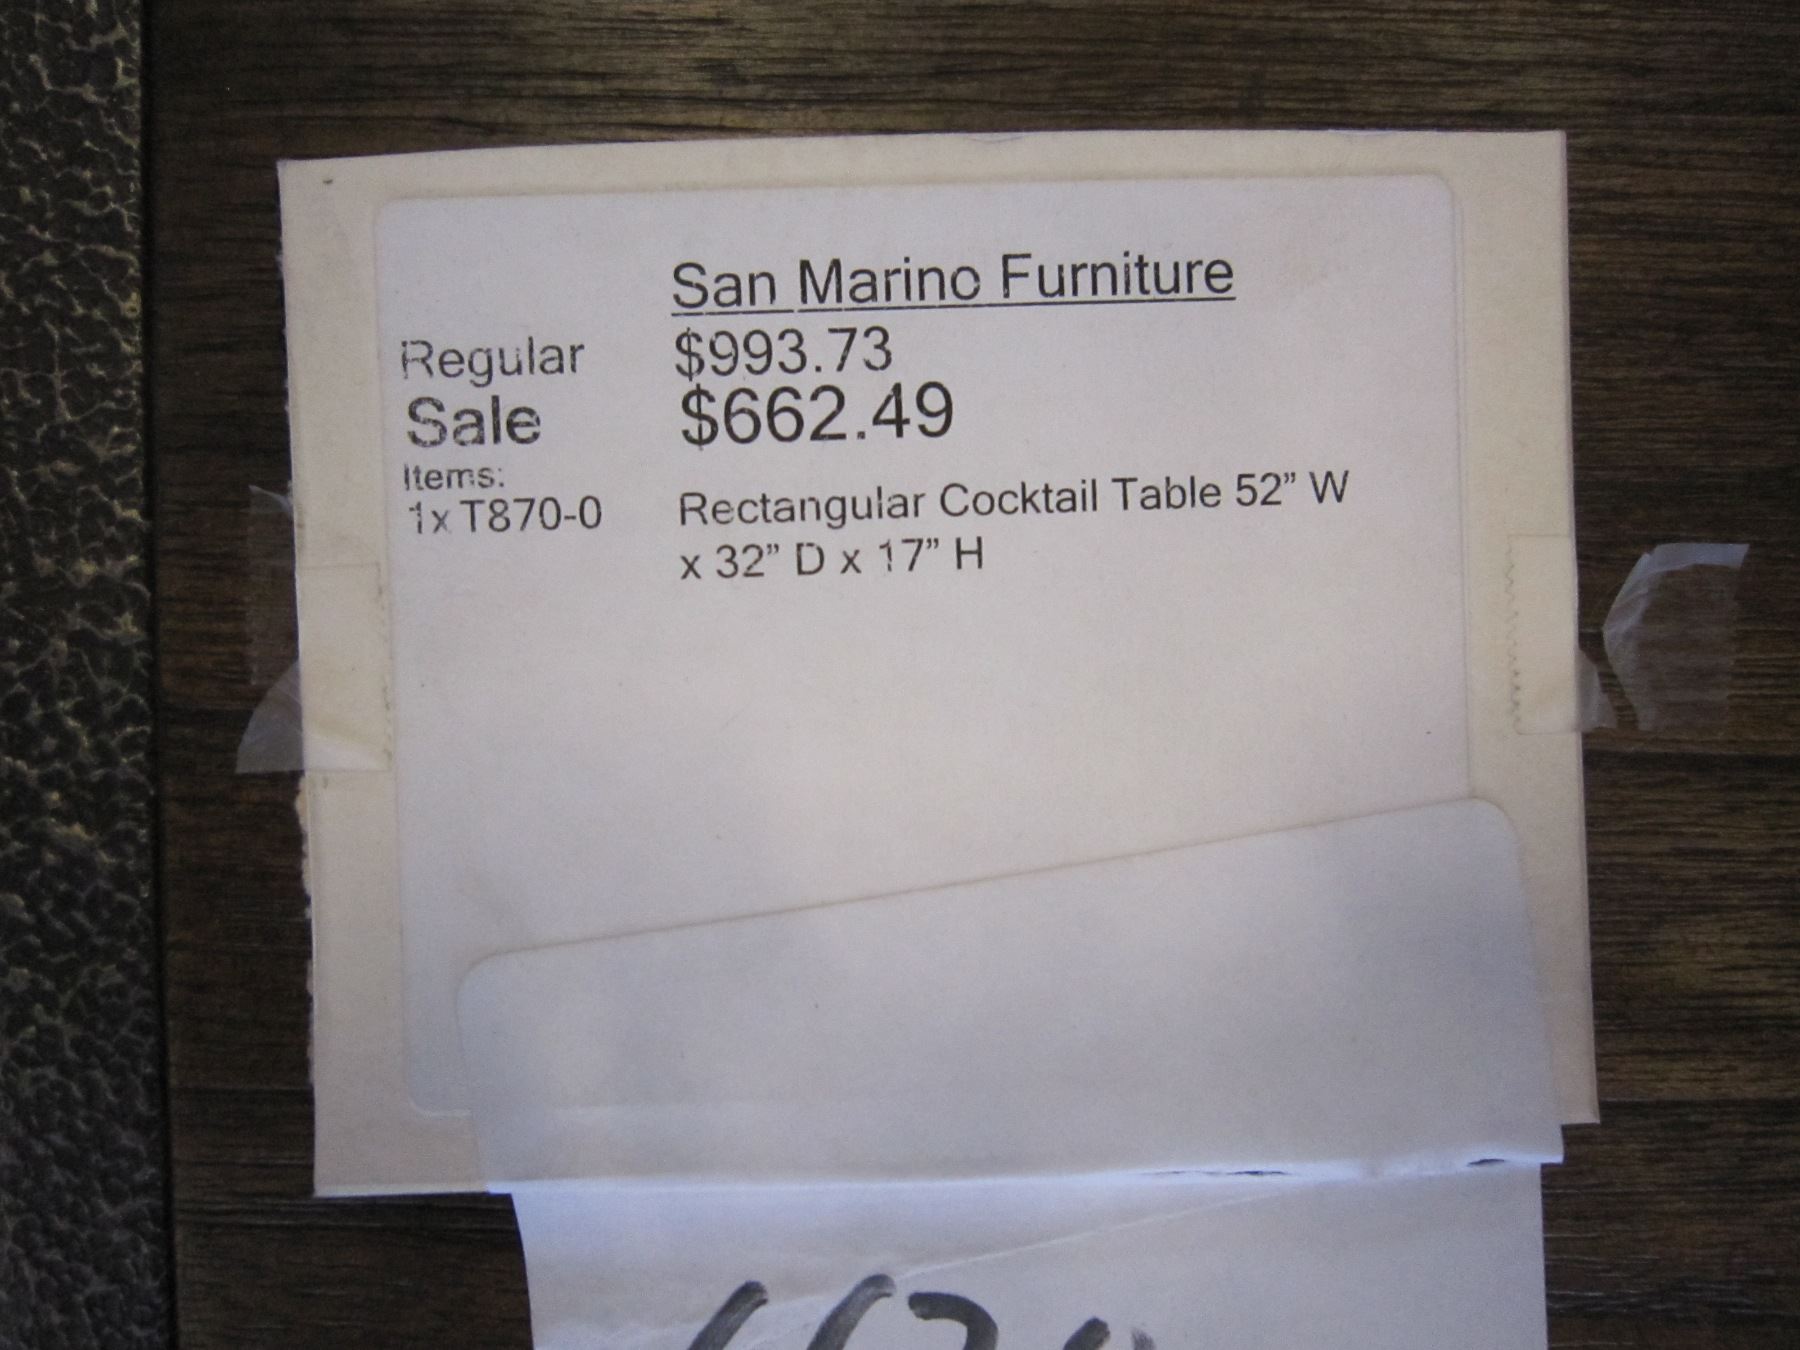 San Marino Furniture
Regular $993.73
Sale $662.49
Items:
1x T870-0 Rectangular Cocktail Table 52” W
x 32” D x 17” H